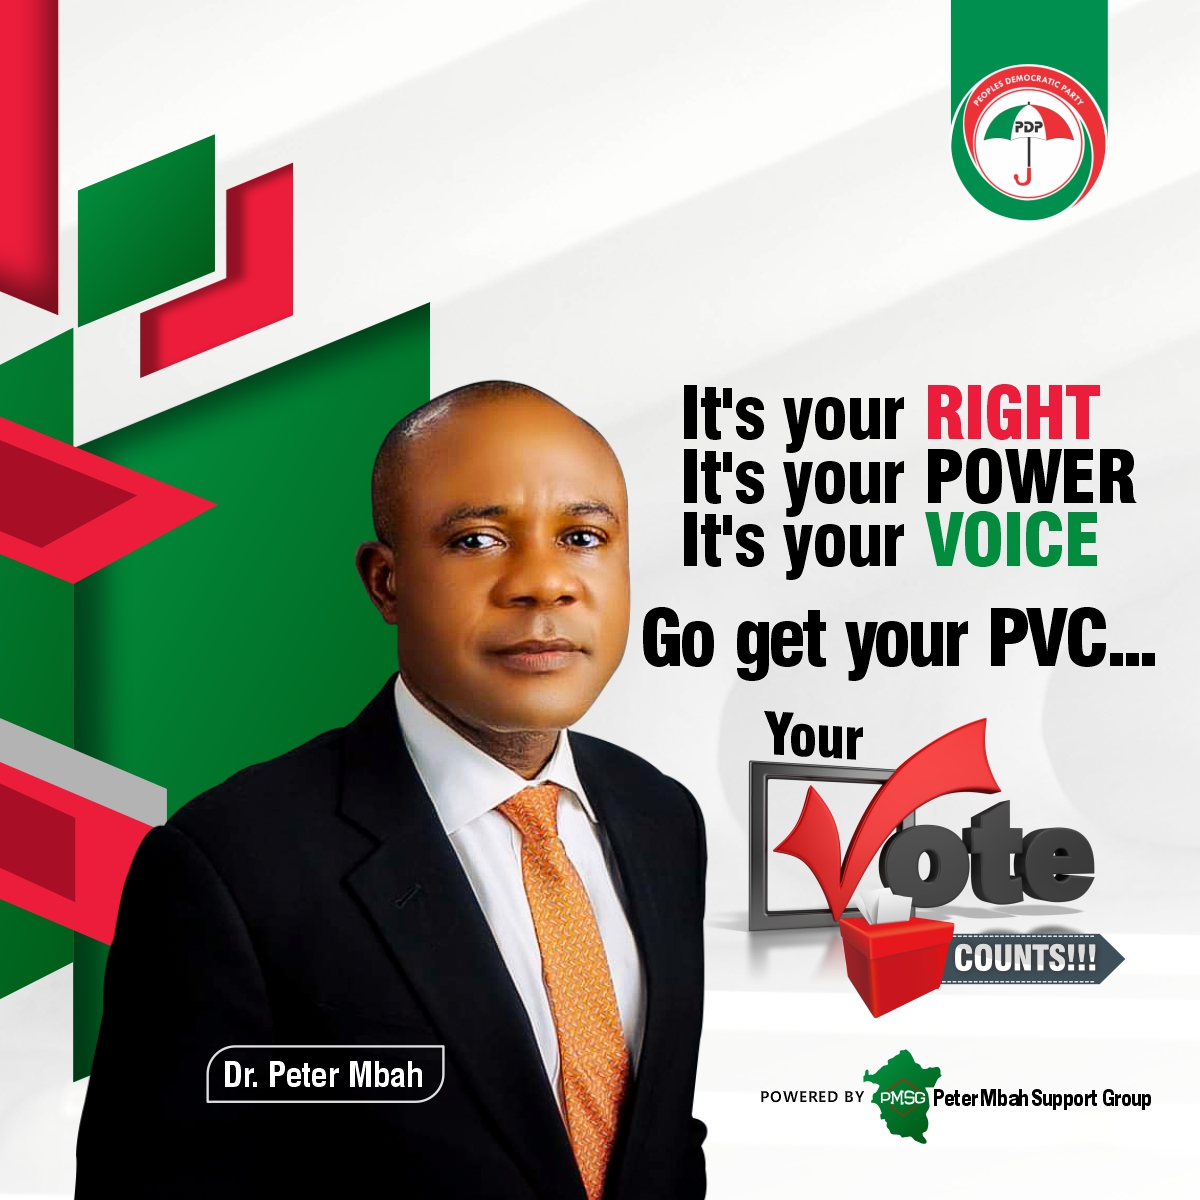 PEOPLES DEMOCRATIC PARTY
PDP
It's your RIGHT
It's your POWER
It's your VOICE
Go get your PVC...
Your
Vote
COUNTS!!!
Dr. Peter Mbah
POWERED BY PMSG Peter Mbah Support Group